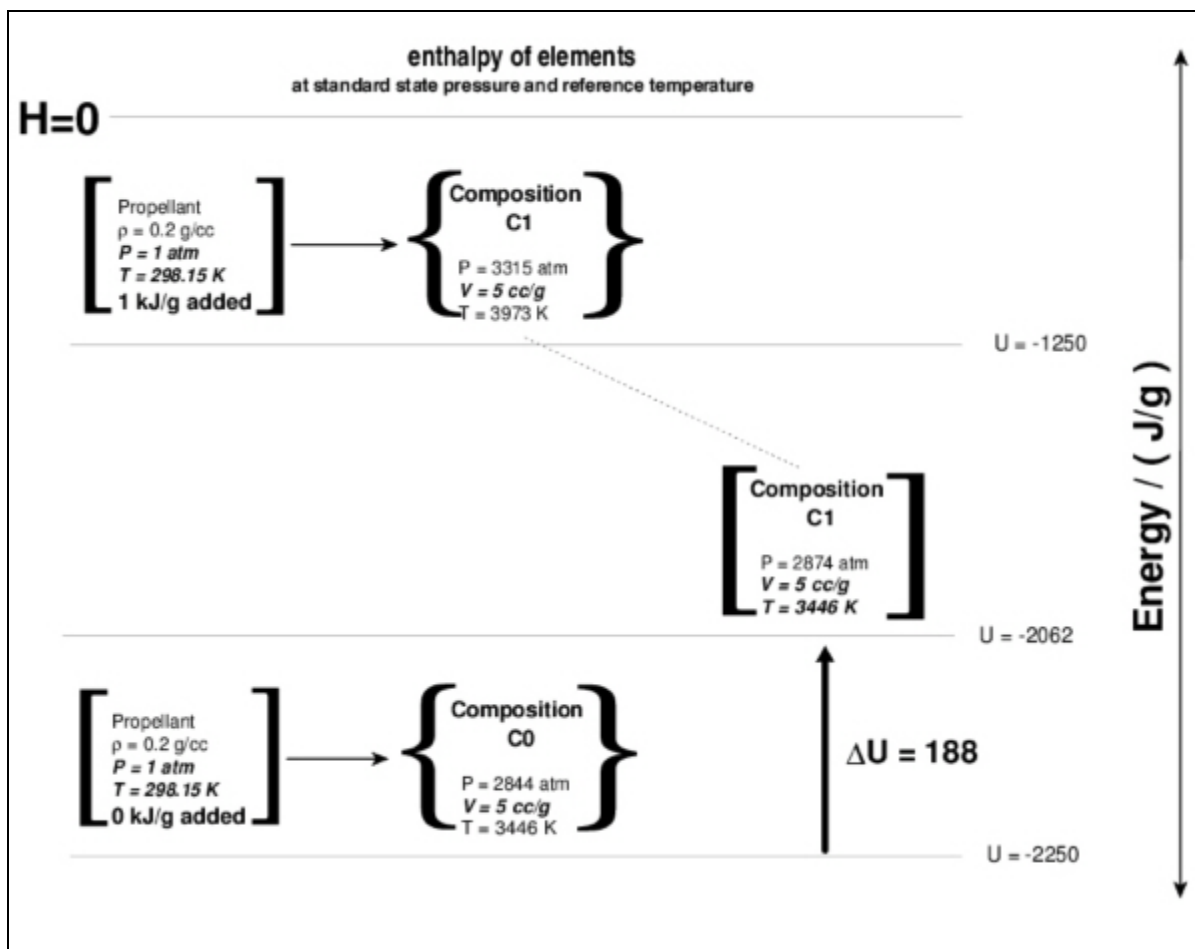 enthalpy of elements
at standard state pressure and reference temperature
H=0
Propellant
ρ = 0.2 g/cc
P = 1 atm
T = 298.15 K
1 kJ/g added
Composition
C1
P = 3315 atm
V = 5 cc/g
T = 3973 K
U = -1250
Energy / ( J/g )
Composition
C1
P = 2874 atm
V = 5 cc/g
T = 3446 K
U = -2062
Propellant
ρ = 0.2 g/cc
P = 1 atm
T = 298.15 K
0 kJ/g added
Composition
C0
P = 2844 atm
V = 5 cc/g
T = 3446 K
ΔU = 188
U = -2250